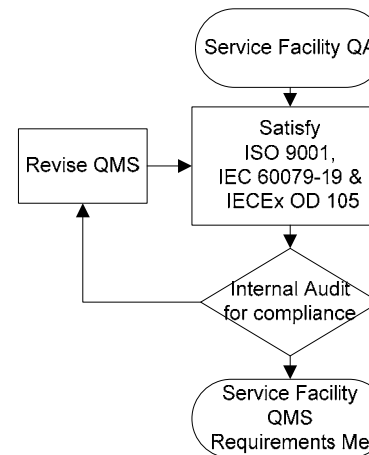 Service Facility QA
Satisfy
ISO 9001,
IEC 60079-19 &
IECEx OD 105
Revise QMS
Internal Audit
for compliance
Service Facility
QMS
Requirements Me